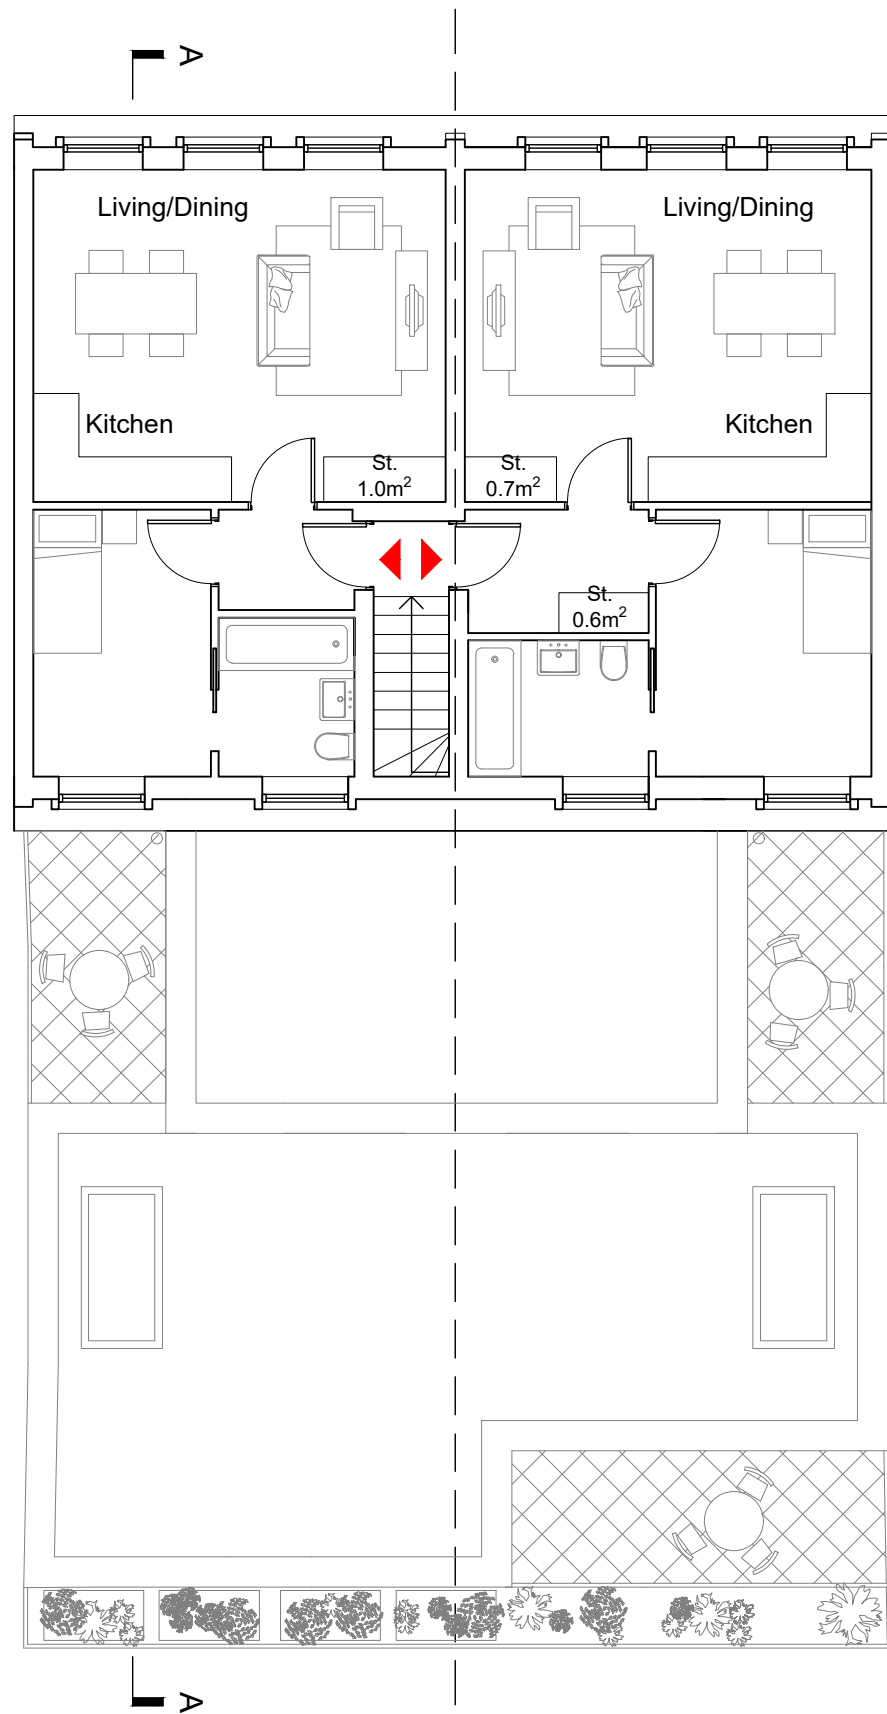 A
Living/Dining
Living/Dining
Kitchen
Kitchen
St.
1.0m²
St.
0.7m²
St.
0.6m²
A